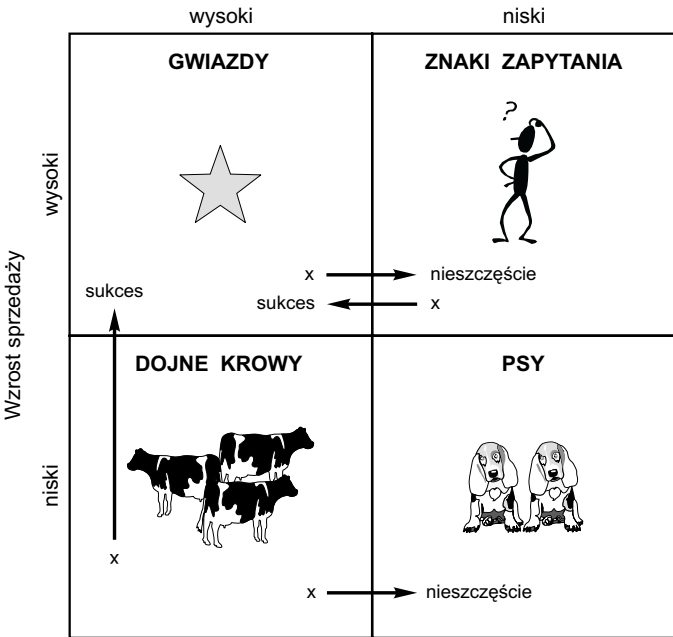 wysoki niski
GWIAZDY ZNAKI ZAPYTANIA
?
wysoki
x nieszczęście
sukces x
sukces
Wzrost sprzedaży
DOJNE KROWY PSY
niski
x
x nieszczęście